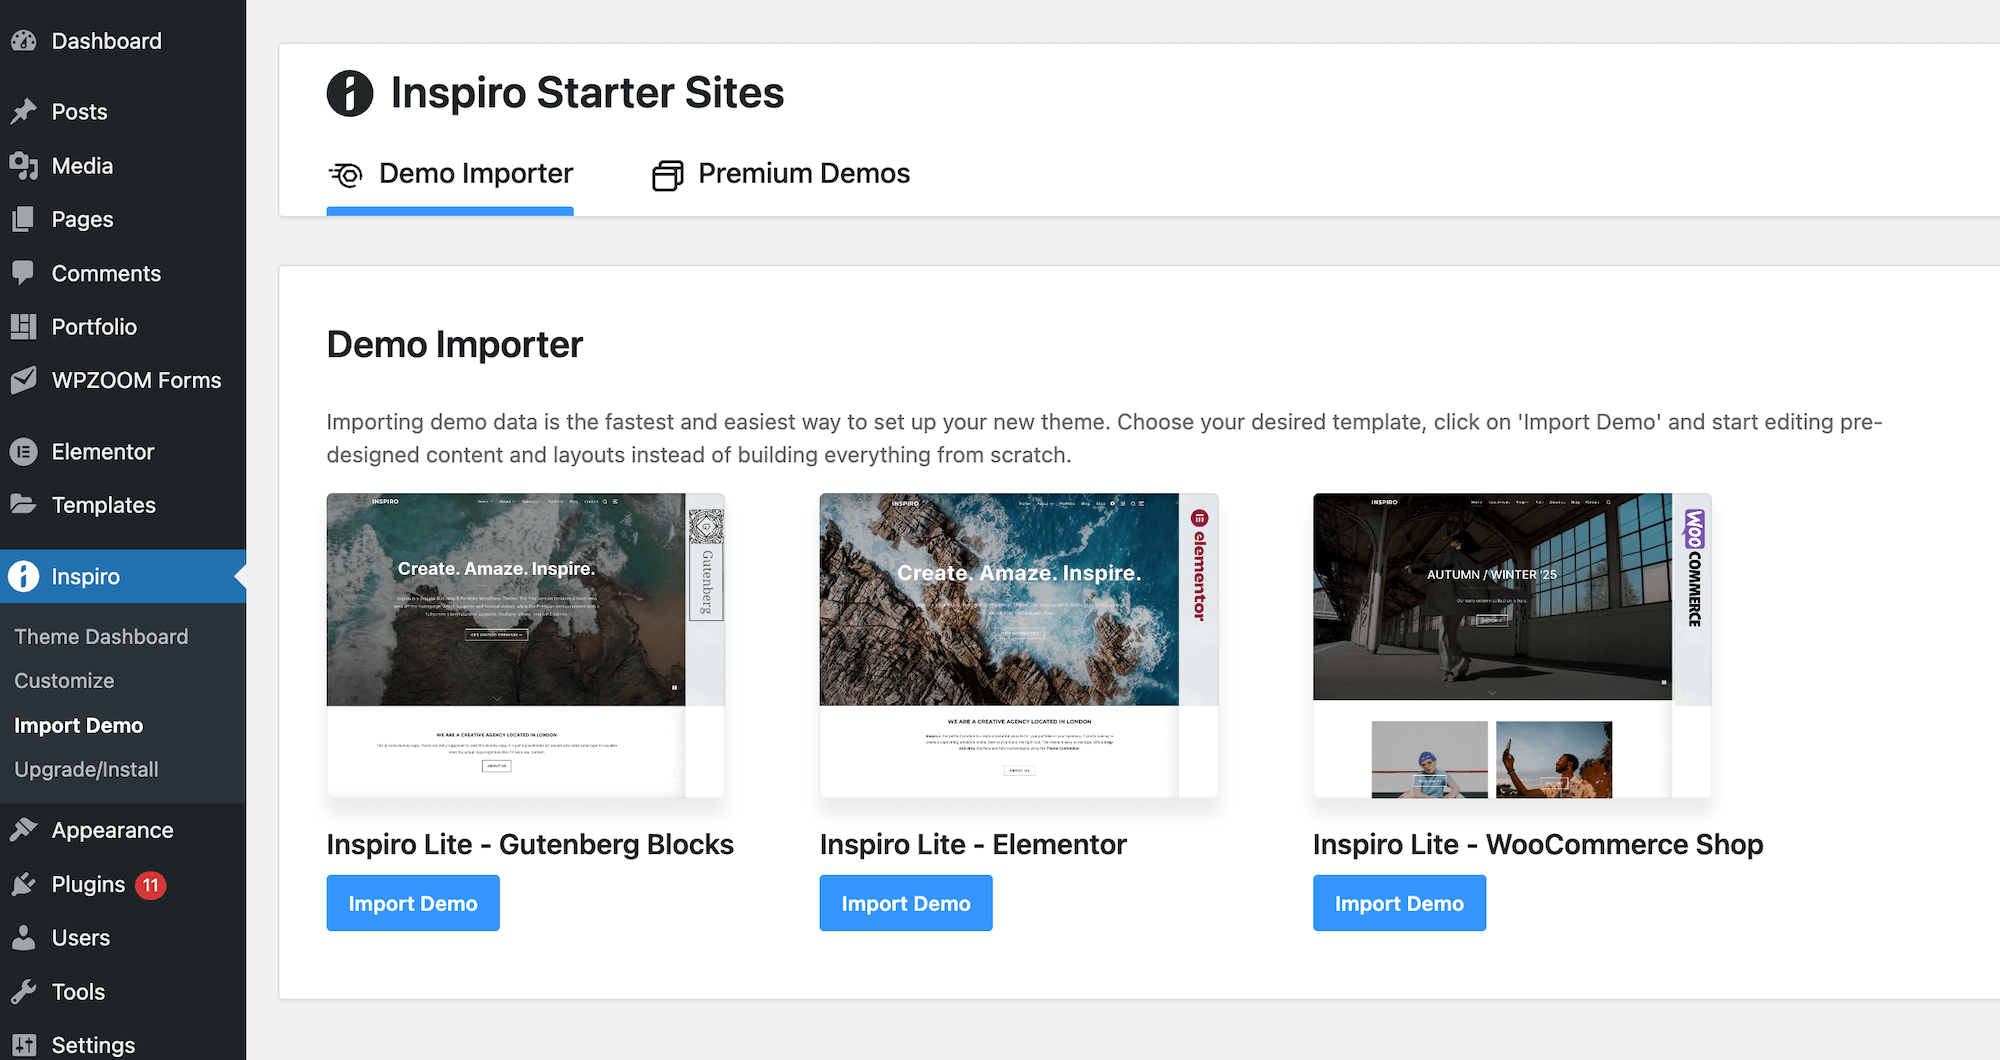 Dashboard
Posts
Media
Pages
Comments
Portfolio
WPZOOM Forms
Elementor
Templates
Inspiro
Theme Dashboard
Customize
Import Demo
Upgrade/Install
Appearance
Plugins 11
Users
Tools
Settings
Inspiro Starter Sites
Demo Importer
Premium Demos
Demo Importer
Importing demo data is the fastest and easiest way to set up your new theme. Choose your desired template, click on 'Import Demo' and start editing pre-
designed content and layouts instead of building everything from scratch.
INSPIRO
Create. Amaze. Inspire.
Gutenberg
WE ARE A CREATIVE AGENCY LOCATED IN LONDON
ABOUT US
Inspiro Lite - Gutenberg Blocks
Import Demo
INSPIRO
Create. Amaze. Inspire.
elementor
WE ARE A CREATIVE AGENCY LOCATED IN LONDON
ABOUT US
Inspiro Lite - Elementor
Import Demo
INSPIRO
AUTUMN / WINTER '25
WOO COMMERCE
Inspiro Lite - WooCommerce Shop
Import Demo